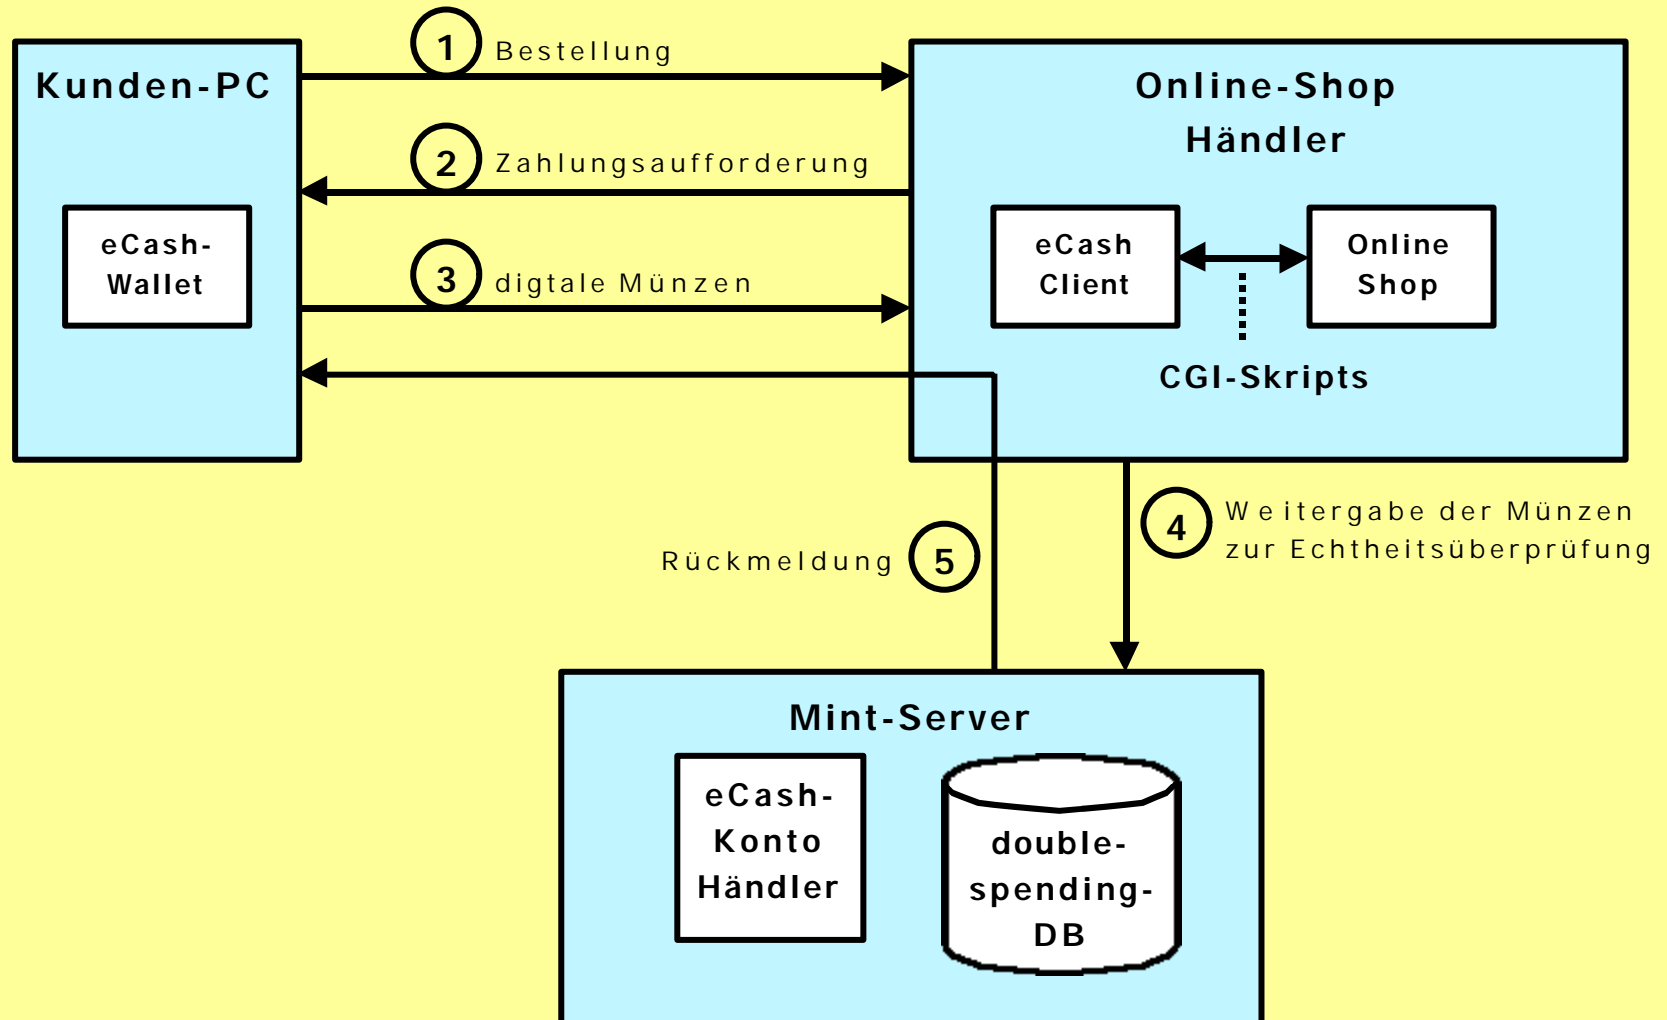 Kunden-PC
eCash-
Wallet
1 Bestellung
2 Zahlungsaufforderung
3 digtale Münzen
Online-Shop
Händler
eCash
Client
Online
Shop
CGI-Skripts
4 Weitergabe der Münzen
zur Echtheitsüberprüfung
Rückmeldung 5
Mint-Server
eCash-
Konto
Händler
double-
spending-
DB